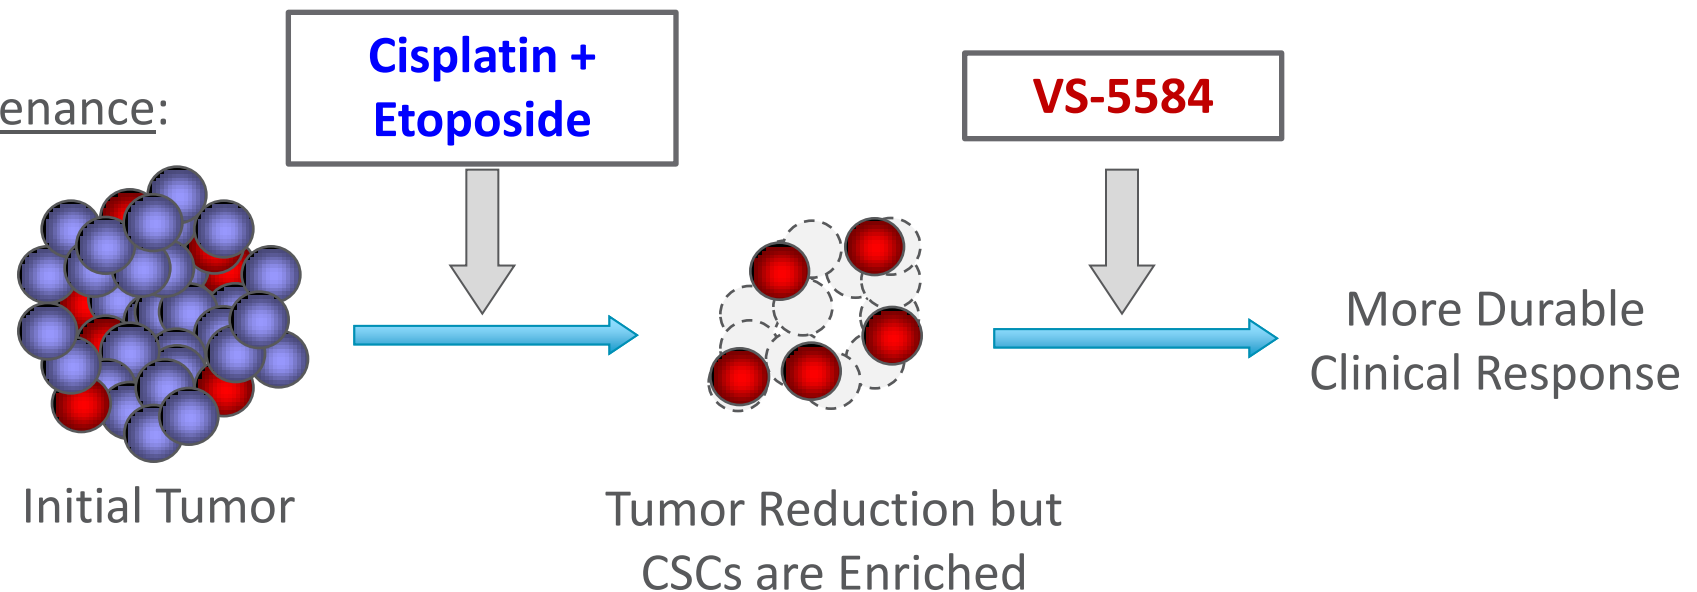 Cisplatin +
Etoposide
VS-5584
enance:
More Durable
Clinical Response
Initial Tumor
Tumor Reduction but
CSCs are Enriched